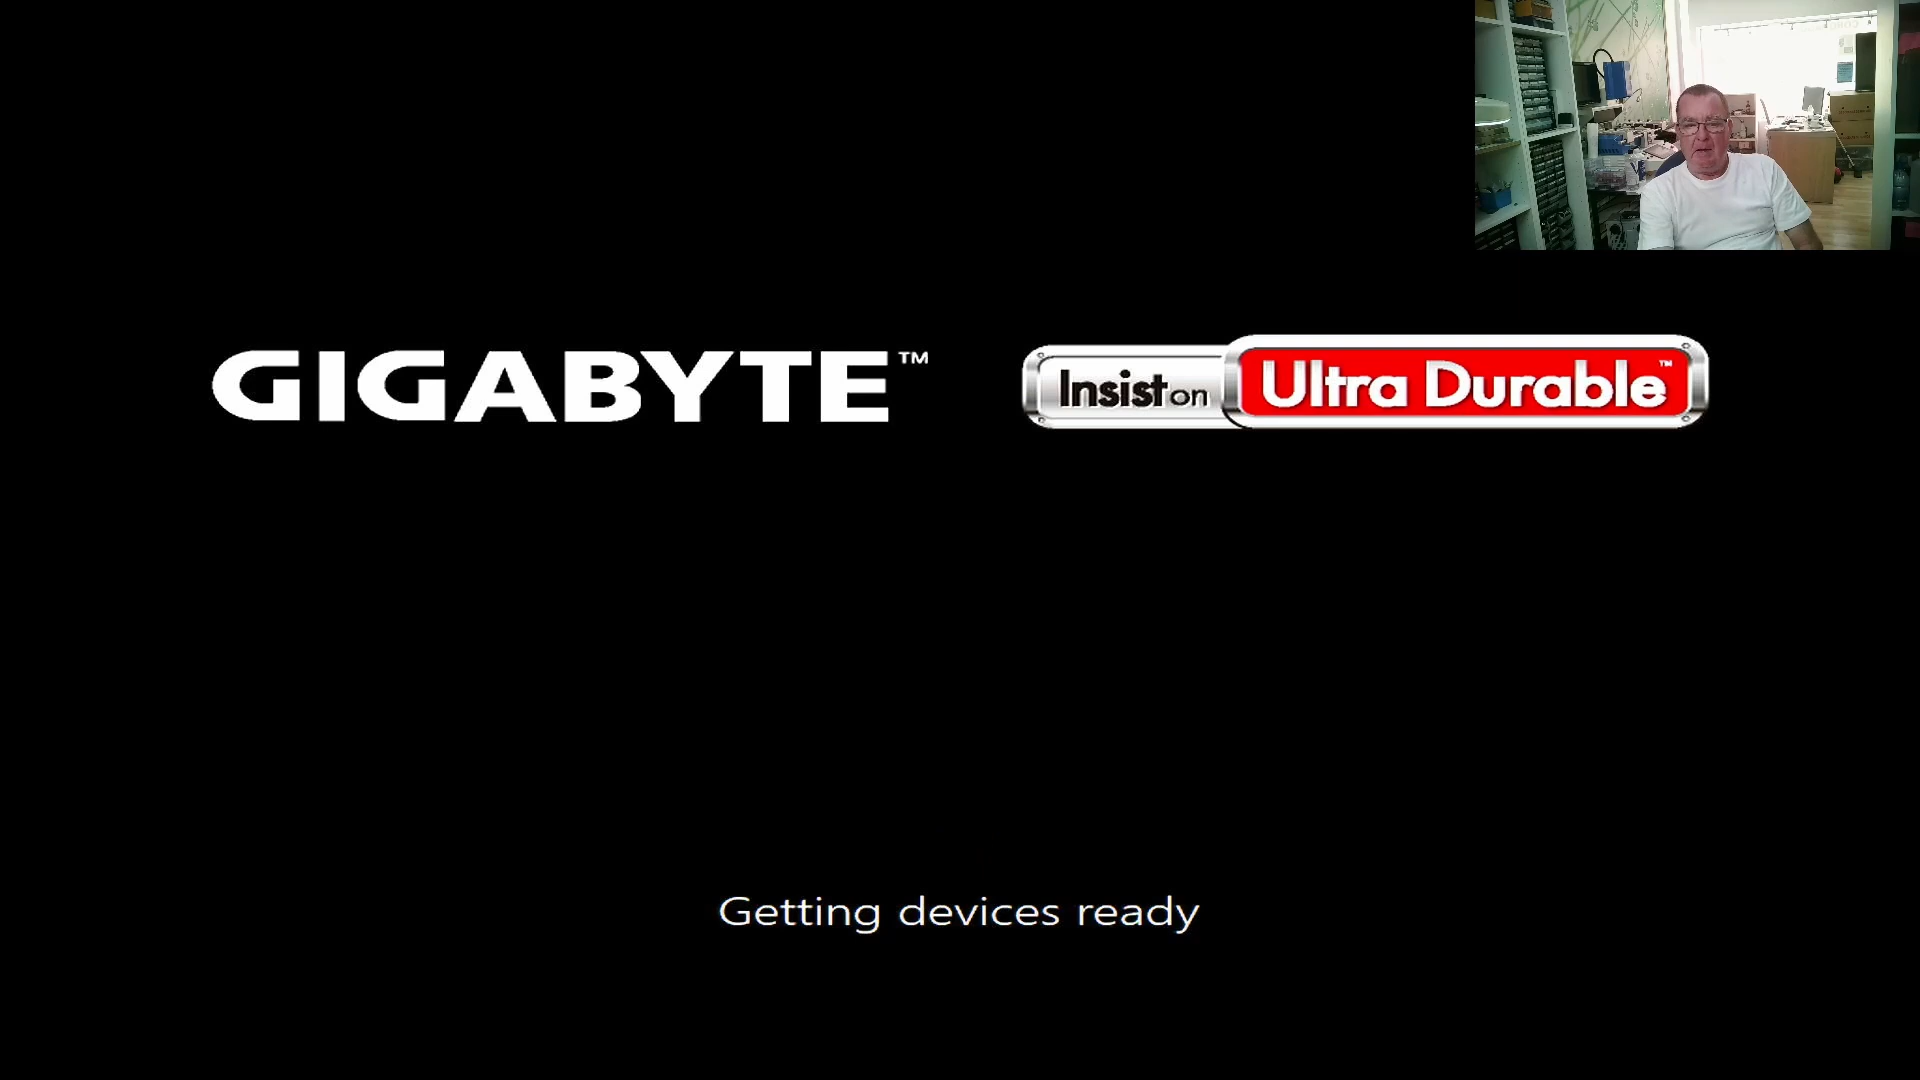 GIGABYTE™
Insist on Ultra Durable™
Getting devices ready